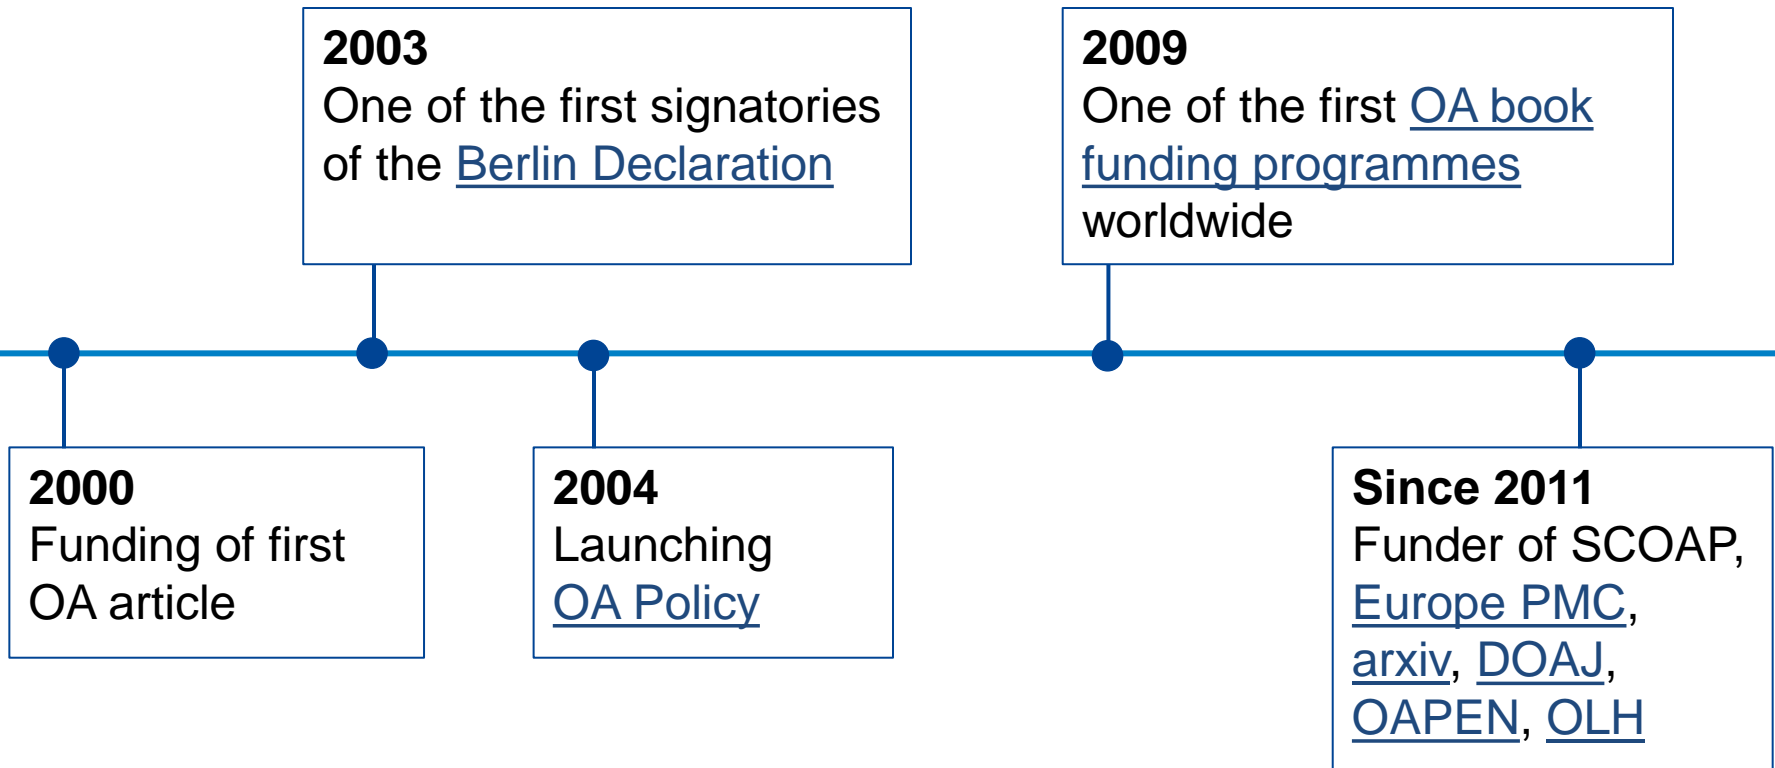 2003
One of the first signatories
of the Berlin Declaration
2009
One of the first OA book
funding programmes
worldwide
2000
Funding of first
OA article
2004
Launching
OA Policy
Since 2011
Funder of SCOAP,
Europe PMC,
arxiv, DOAJ,
OAPEN, OLH